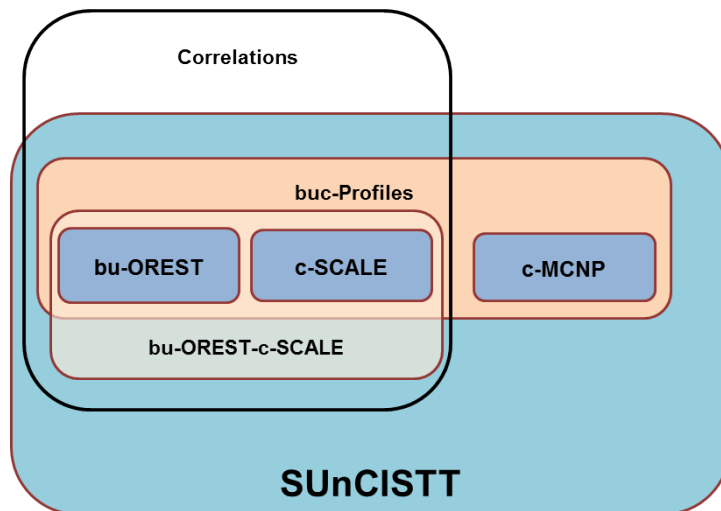 Correlations
buc-Profiles
bu-OREST
c-SCALE
c-MCNP
bu-OREST-c-SCALE
SUnCISTT